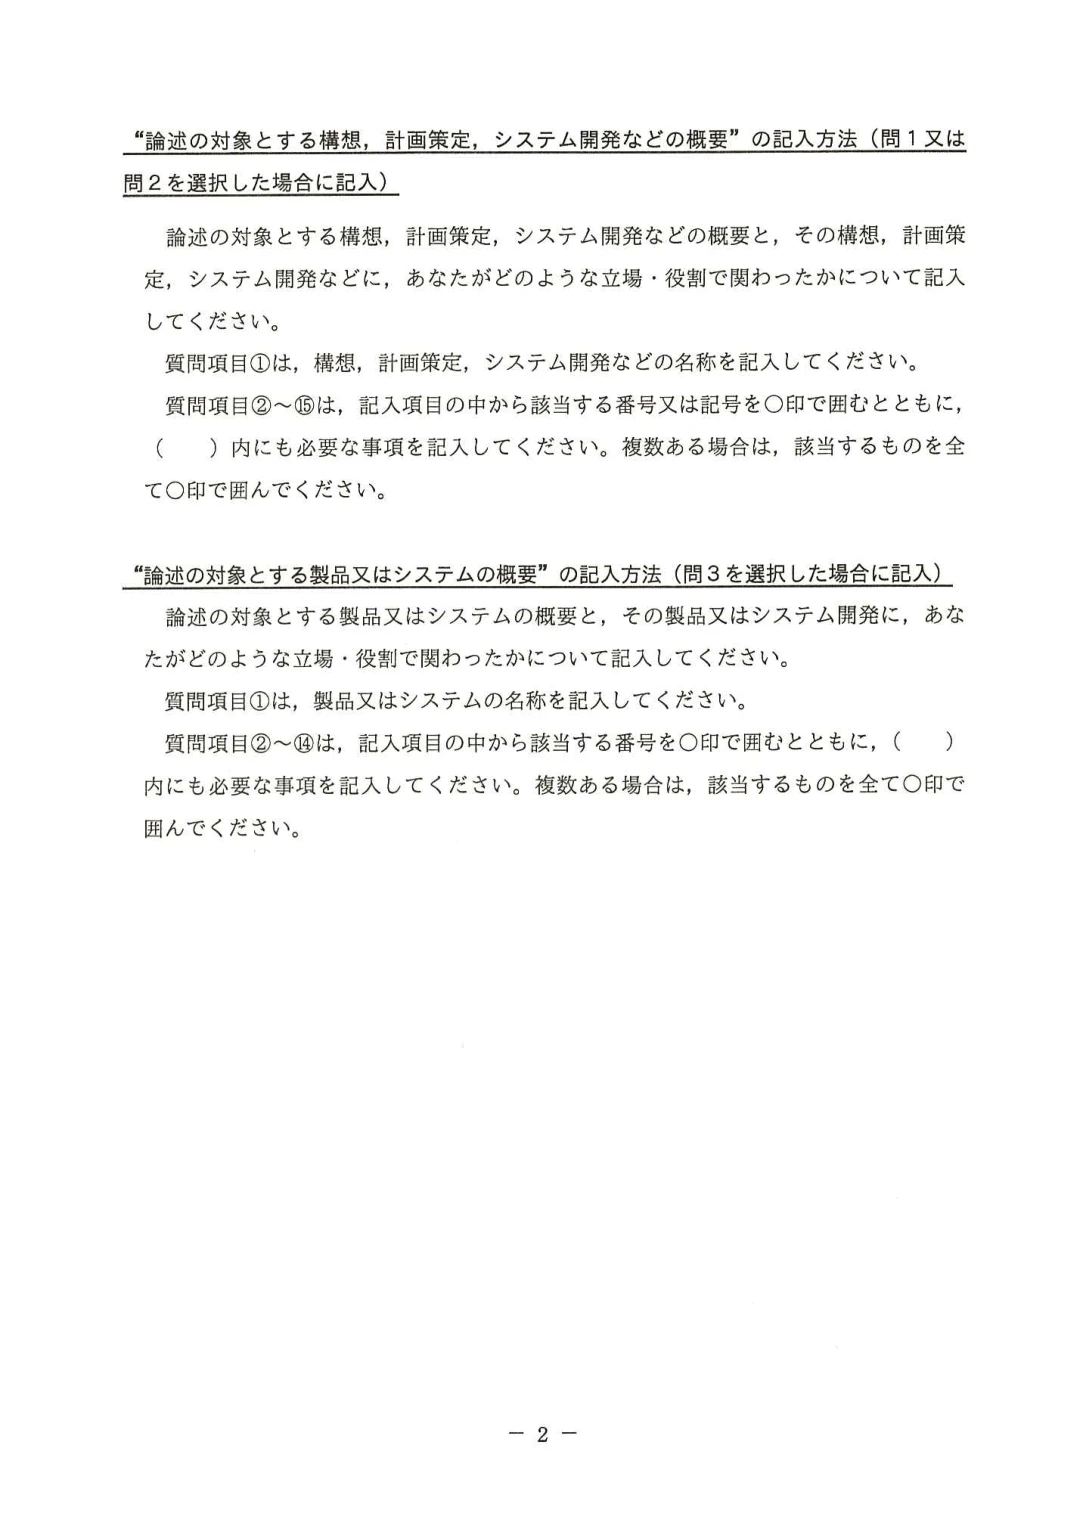 “論述の対象とする構想，計画策定，システム開発などの概要”の記入方法（問１又は
問２を選択した場合に記入）
論述の対象とする構想，計画策定，システム開発などの概要と，その構想，計画策
定，システム開発などに，あなたがどのような立場・役割で関わったかについて記入
してください。
質問項目①は，構想，計画策定，システム開発などの名称を記入してください。
質問項目②～⑮は，記入項目の中から該当する番号又は記号を〇印で囲むとともに，
（　　）内にも必要な事項を記入してください。複数ある場合は，該当するものを全
て〇印で囲んでください。
“論述の対象とする製品又はシステムの概要”の記入方法（問３を選択した場合に記入）
論述の対象とする製品又はシステムの概要と，その製品又はシステム開発に，あな
たがどのような立場・役割で関わったかについて記入してください。
質問項目①は，製品又はシステムの名称を記入してください。
質問項目②～⑭は，記入項目の中から該当する番号を〇印で囲むとともに，（　　）
内にも必要な事項を記入してください。複数ある場合は，該当するものを全て〇印で
囲んでください。
－ 2 －